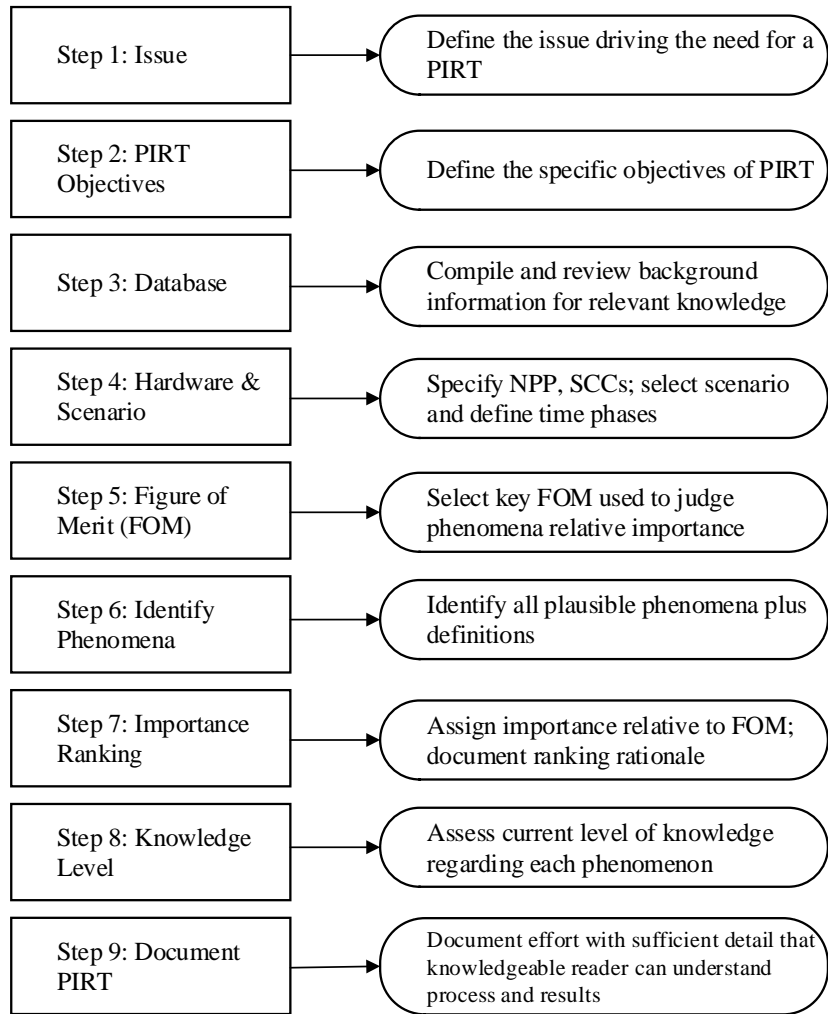 Step 1: Issue
Define the issue driving the need for a
PIRT
Step 2: PIRT
Objectives
Define the specific objectives of PIRT
Step 3: Database
Compile and review background
information for relevant knowledge
Step 4: Hardware &
Scenario
Specify NPP, SCCs; select scenario
and define time phases
Step 5: Figure of
Merit (FOM)
Select key FOM used to judge
phenomena relative importance
Step 6: Identify
Phenomena
Identify all plausible phenomena plus
definitions
Step 7: Importance
Ranking
Assign importance relative to FOM;
document ranking rationale
Step 8: Knowledge
Level
Assess current level of knowledge
regarding each phenomenon
Step 9: Document
PIRT
Document effort with sufficient detail that
knowledgeable reader can understand
process and results